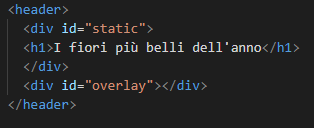 <header>
<div id="static">
<h1>I fiori più belli dell'anno</h1>
</div>
<div id="overlay"></div>
</header>